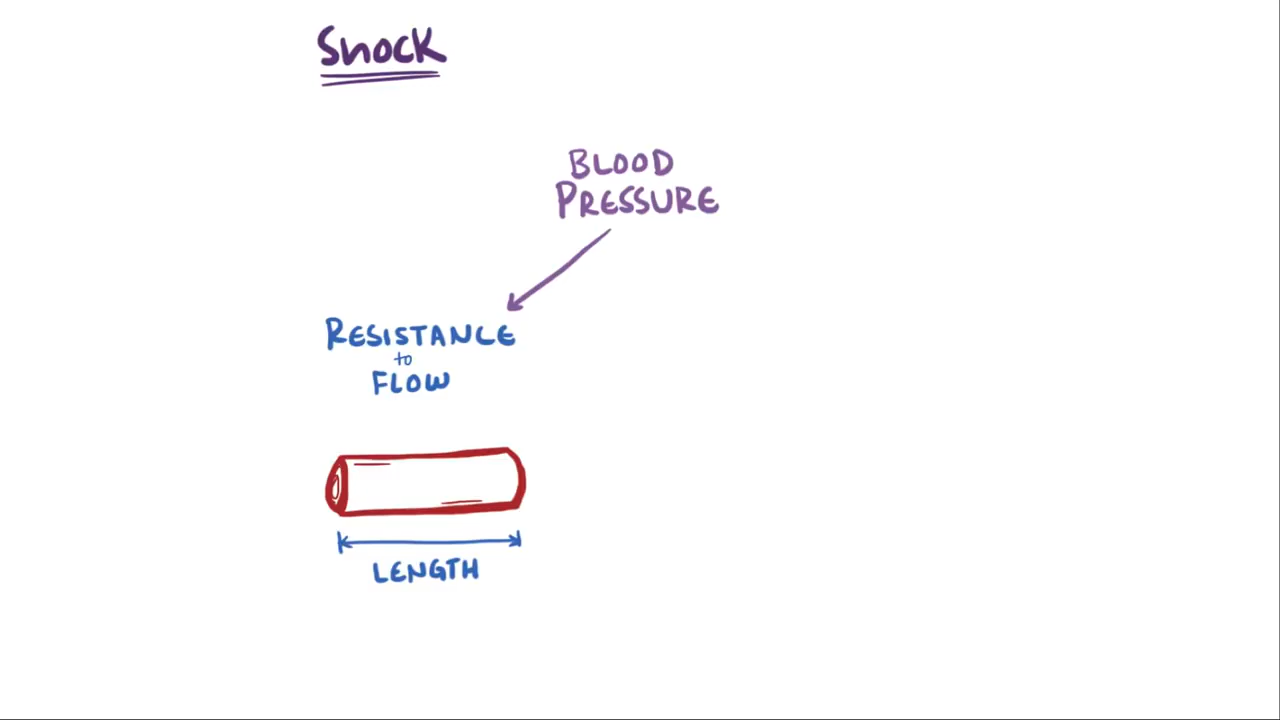 SHOCK
BLOOD
PRESSURE
RESISTANCE
to
FLOW
LENGTH